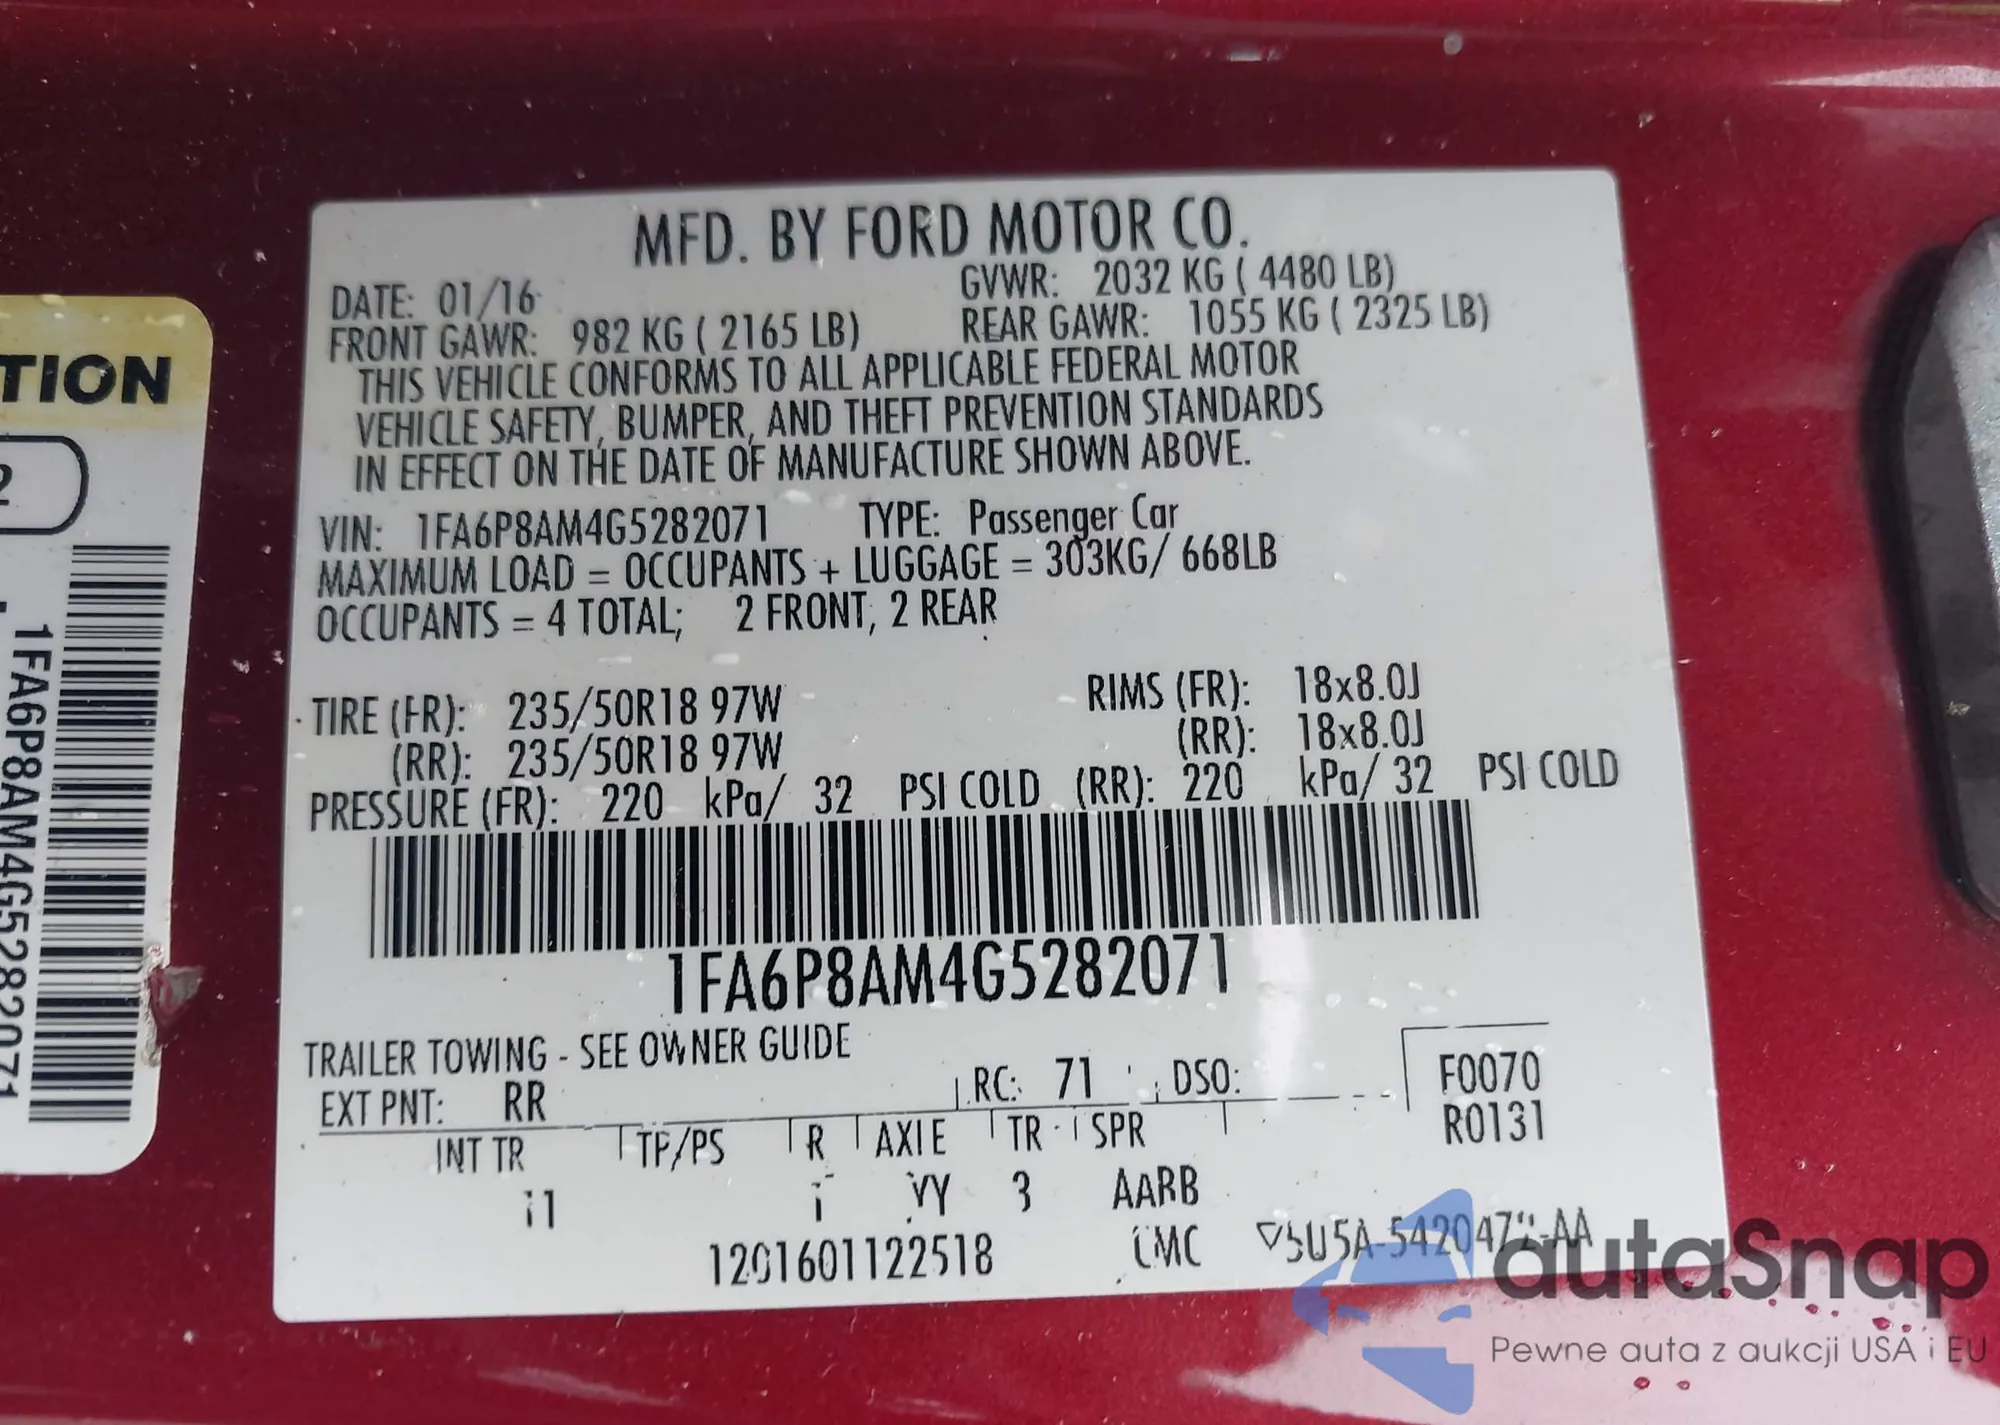 MFD. BY FORD MOTOR CO.
DATE: 01/16
GVWR: 2032 KG ( 4480 LB)
FRONT GAWR: 982 KG ( 2165 LB)
REAR GAWR: 1055 KG ( 2325 LB)
THIS VEHICLE CONFORMS TO ALL APPLICABLE FEDERAL MOTOR
VEHICLE SAFETY, BUMPER, AND THEFT PREVENTION STANDARDS
IN EFFECT ON THE DATE OF MANUFACTURE SHOWN ABOVE.
VIN: 1FA6P8AM4G5282071 TYPE: Passenger Car
MAXIMUM LOAD = OCCUPANTS + LUGGAGE = 303KG/ 668LB
OCCUPANTS = 4 TOTAL; 2 FRONT, 2 REAR
TIRE (FR): 235/50R18 97W RIMS (FR): 18x8.0J
(RR): 235/50R18 97W (RR): 18x8.0J
PRESSURE (FR): 220 kPa/ 32 PSI COLD (RR): 220 kPa/ 32 PSI COLD
1FA6P8AM4G5282071
TRAILER TOWING - SEE OWNER GUIDE
EXT PNT: RR RC: 71 DSO: F0070
R0131
INT TR TP/PS R AXIE TR SPR
YY 3 AARB
1201601122518
TION
2
1FA6P8AM4G5282071
autaSnap
Pewne auta z aukcji USA i EU